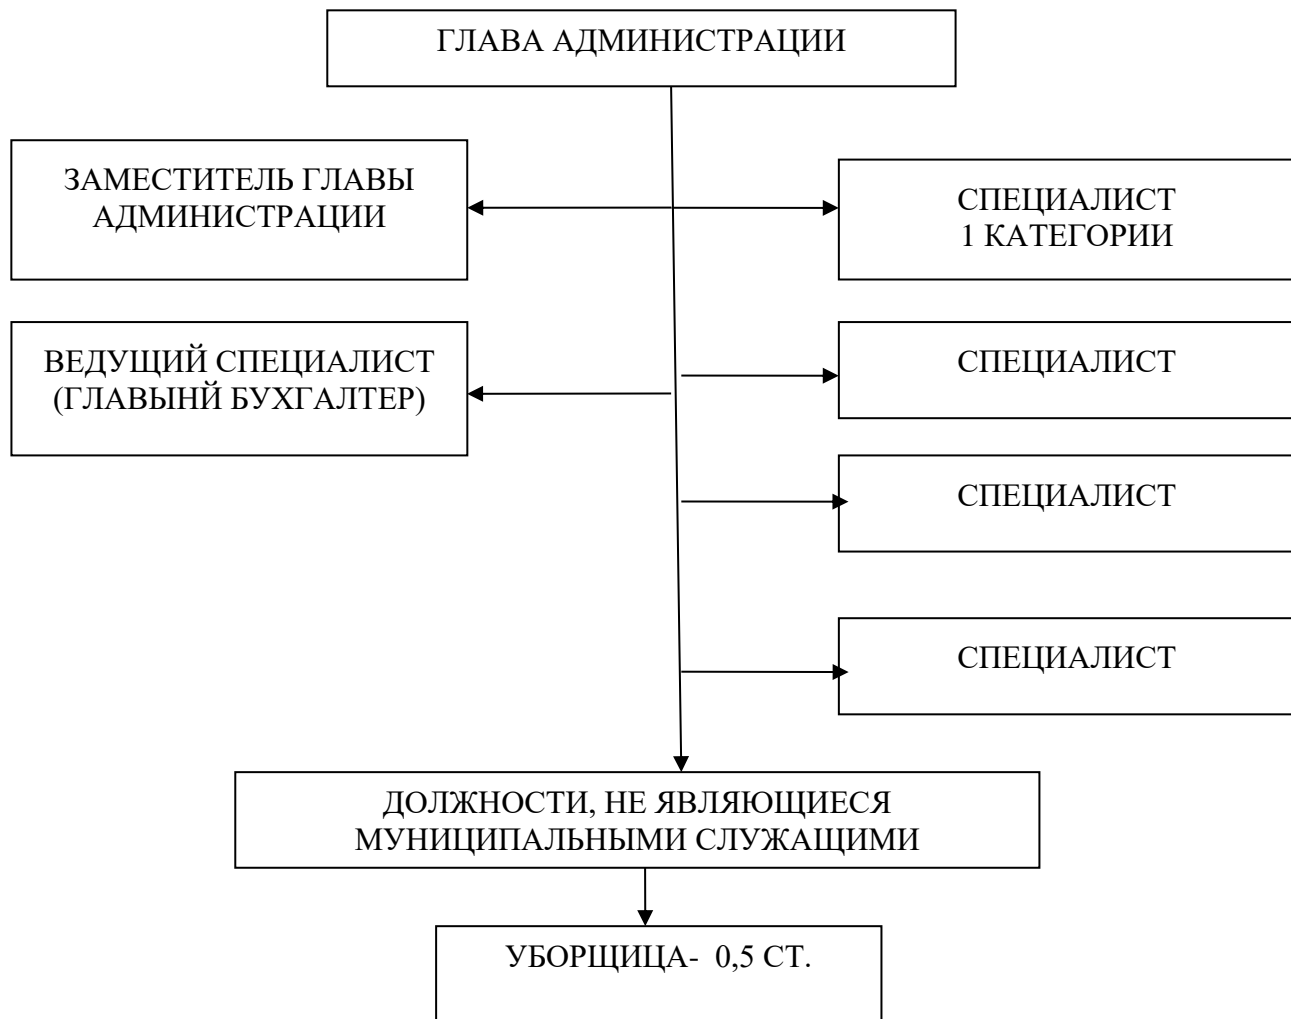 ГЛАВА АДМИНИСТРАЦИИ
ЗАМЕСТИТЕЛЬ ГЛАВЫ
АДМИНИСТРАЦИИ
СПЕЦИАЛИСТ
1 КАТЕГОРИИ
ВЕДУЩИЙ СПЕЦИАЛИСТ
(ГЛАВЫНЙ БУХГАЛТЕР)
СПЕЦИАЛИСТ
СПЕЦИАЛИСТ
СПЕЦИАЛИСТ
ДОЛЖНОСТИ, НЕ ЯВЛЯЮЩИЕСЯ
МУНИЦИПАЛЬНЫМИ СЛУЖАЩИМИ
УБОРЩИЦА- 0,5 СТ.